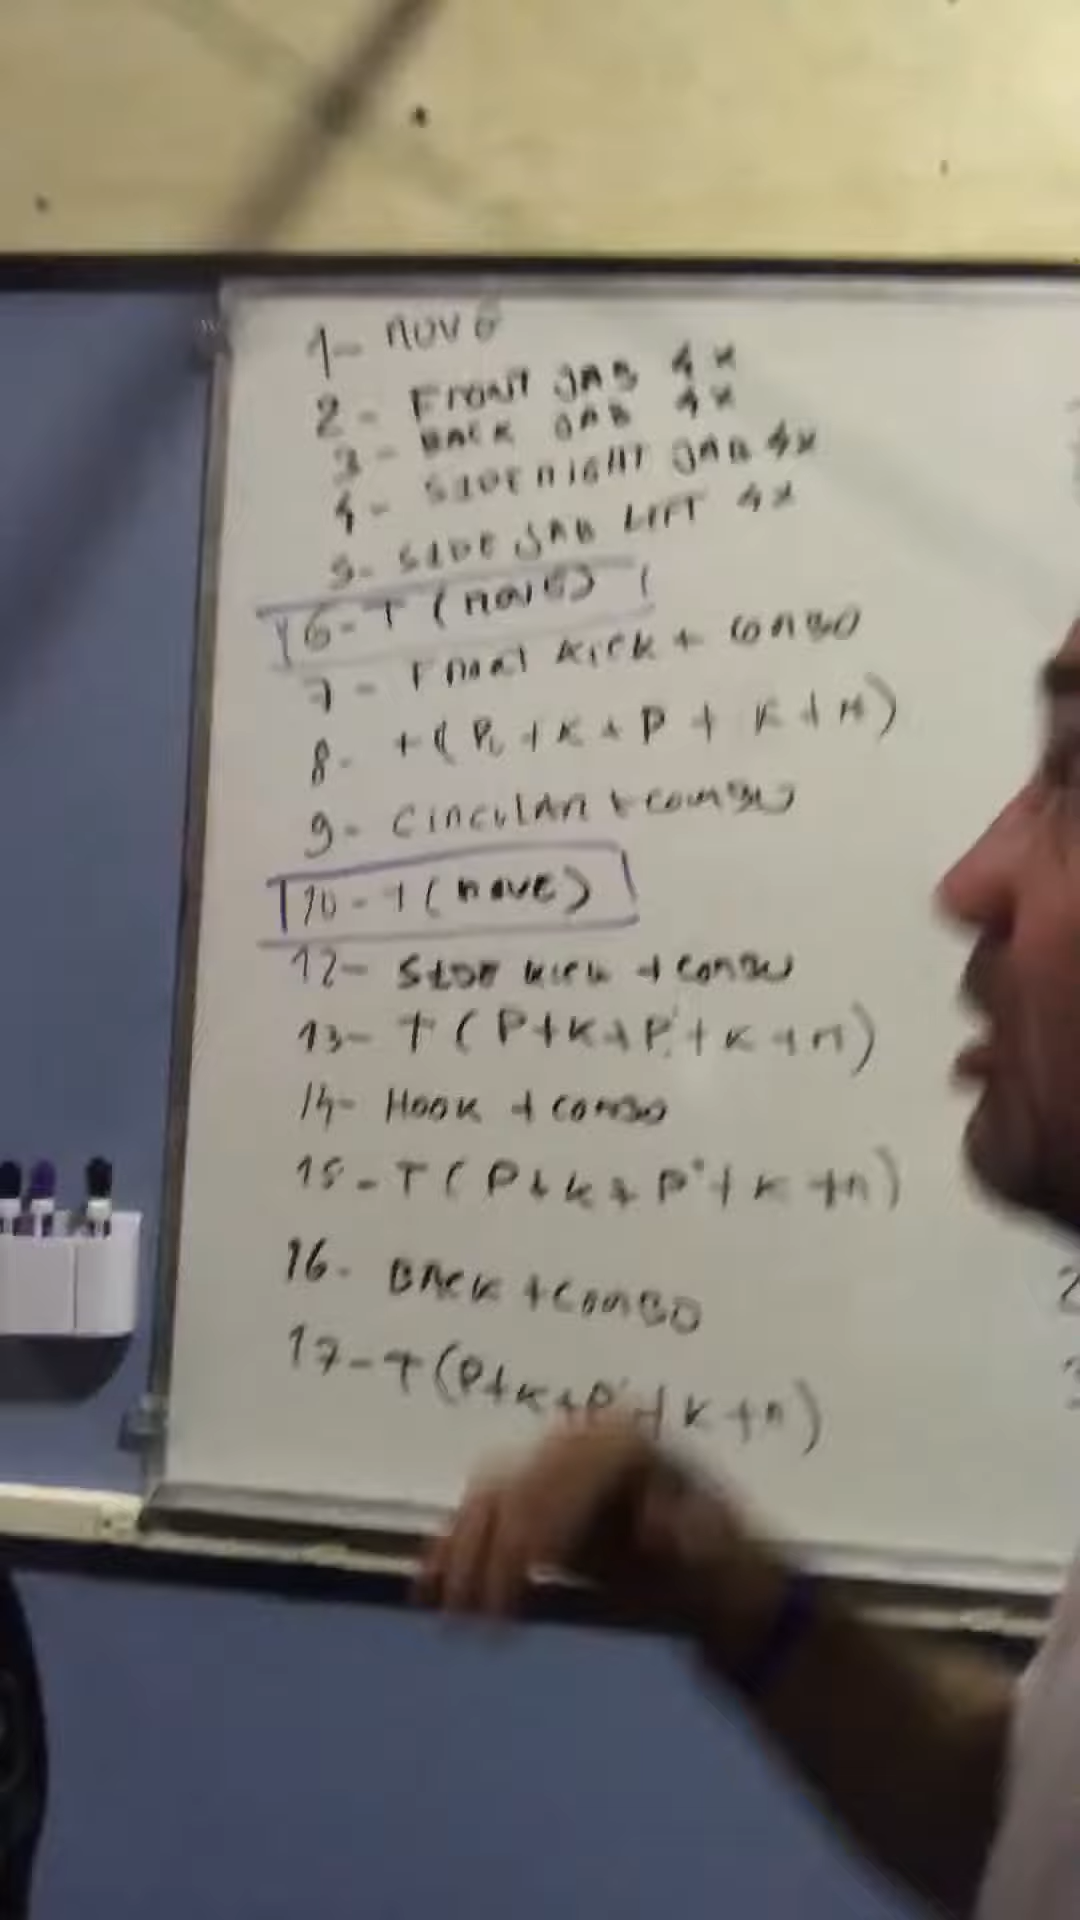 1- MOVE
2- FRONT JAB 4x
3- BACK JAB 4x
4- SIDE RIGHT JAB 4x
5- SIDE JAB LEFT 4x
6- T (MOVE)
7- FRONT KICK + COMBO
8- T (P + K + P + K + M)
9- CIRCULAR + COMBO
10- T (MOVE)
12- SIDE KICK + COMBO
13- T (P + K + P + K + M)
14- HOOK + COMBO
15- T (P + K + P + K + M)
16- BACK + COMBO
17- T (P + K + P + K + M)
2